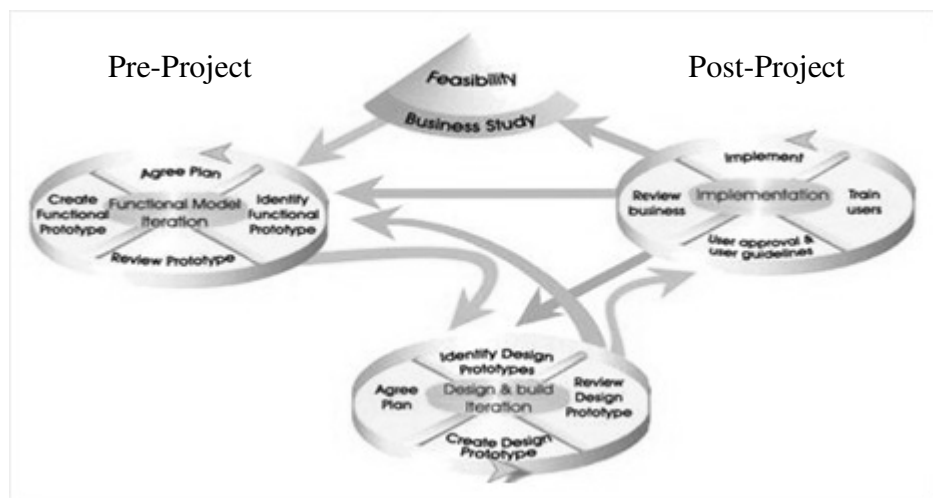 Pre-Project
Post-Project
Feasibility
Business Study
Agree Plan
Create
Functional
Prototype
Functional Model
Iteration
Identify
Functional
Prototype
Review Prototype
Implement
Review
business
Implementation
Train
users
User approval &
user guidelines
Identify Design
Prototypes
Agree
Plan
Design & build
Iteration
Review
Design
Prototype
Create Design
Prototype